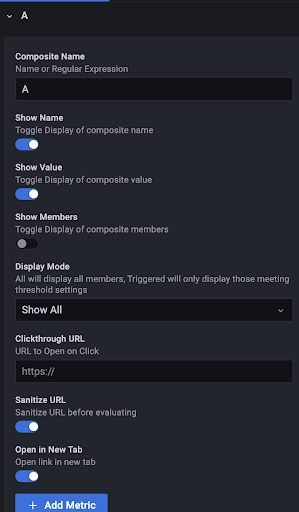 A
Composite Name
Name or Regular Expression
A
Show Name
Toggle Display of composite name
Show Value
Toggle Display of composite value
Show Members
Toggle Display of composite members
Display Mode
All will display all members, Triggered will only display those meeting
threshold settings
Show All
Clickthrough URL
URL to Open on Click
https://
Sanitize URL
Sanitize URL before evaluating
Open in New Tab
Open link in new tab
+ Add Metric